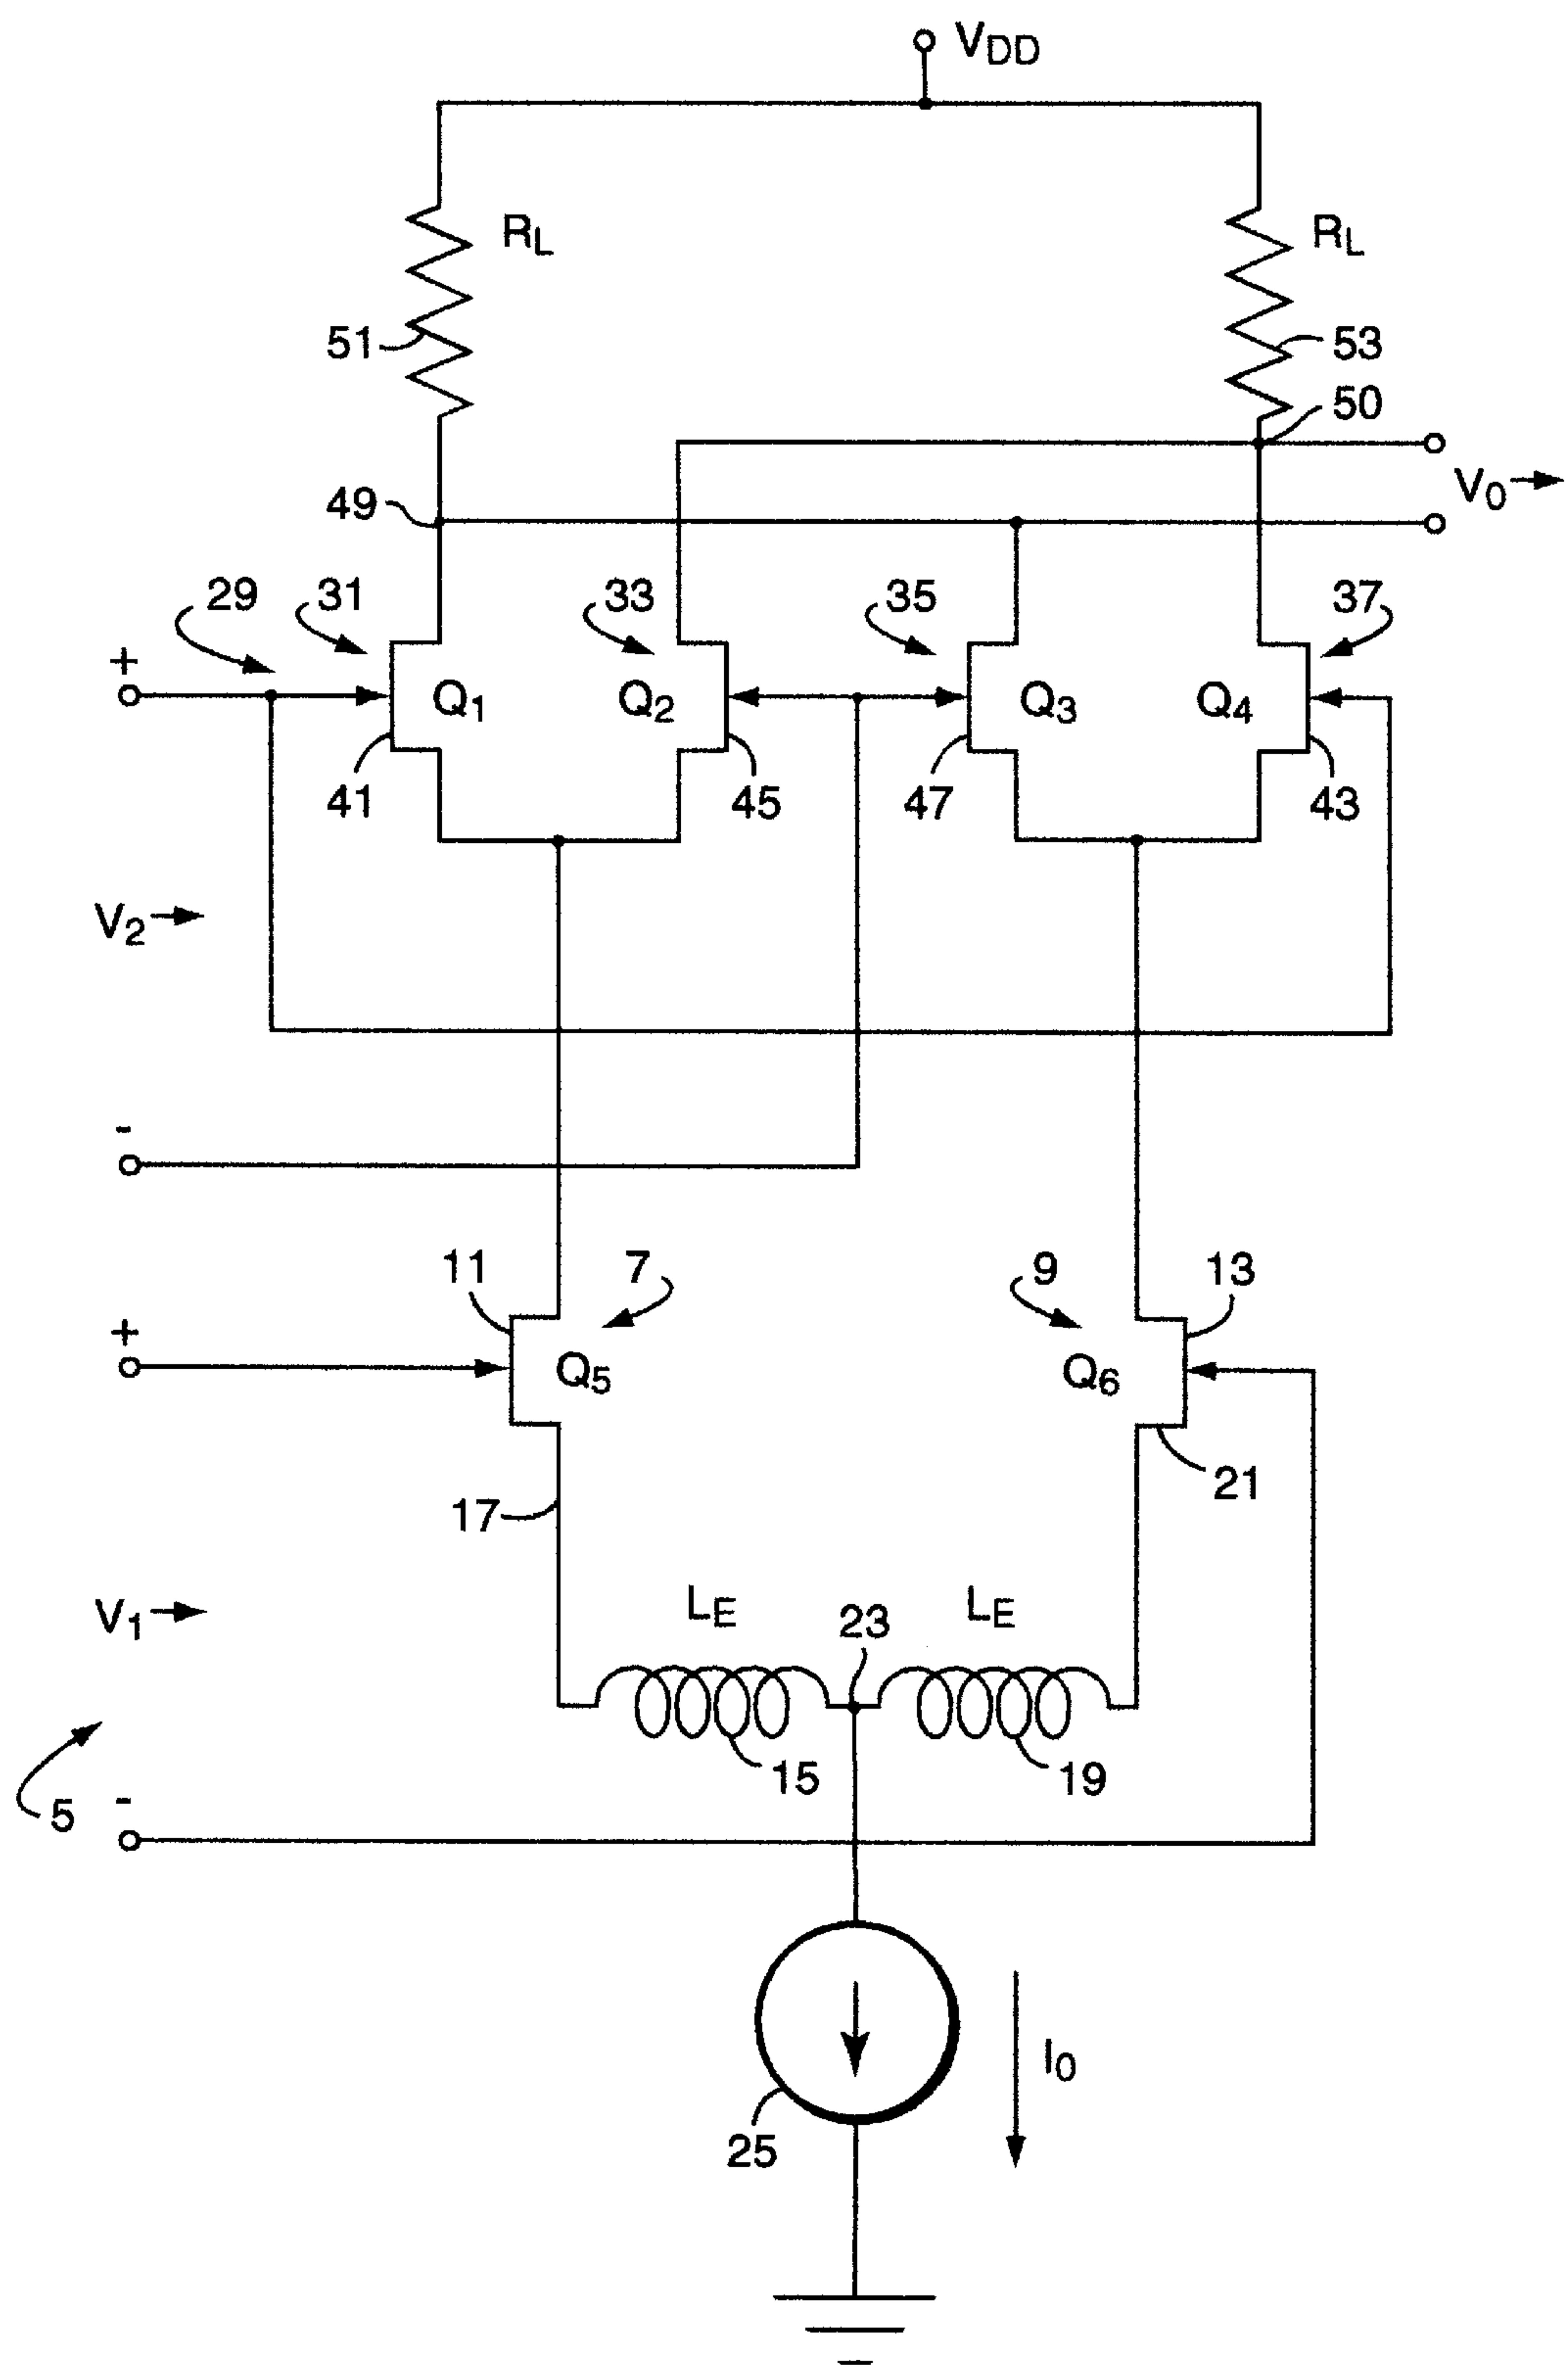 VDD
RL RL
51 53
50
49 V0
29 31 33 35 37
+
Q1 Q2 Q3 Q4
41 45 47 43
V2
-
11 7 9 13
+
Q5 Q6
21
17
LE LE
V1 23
15 19
5 -
I0
25